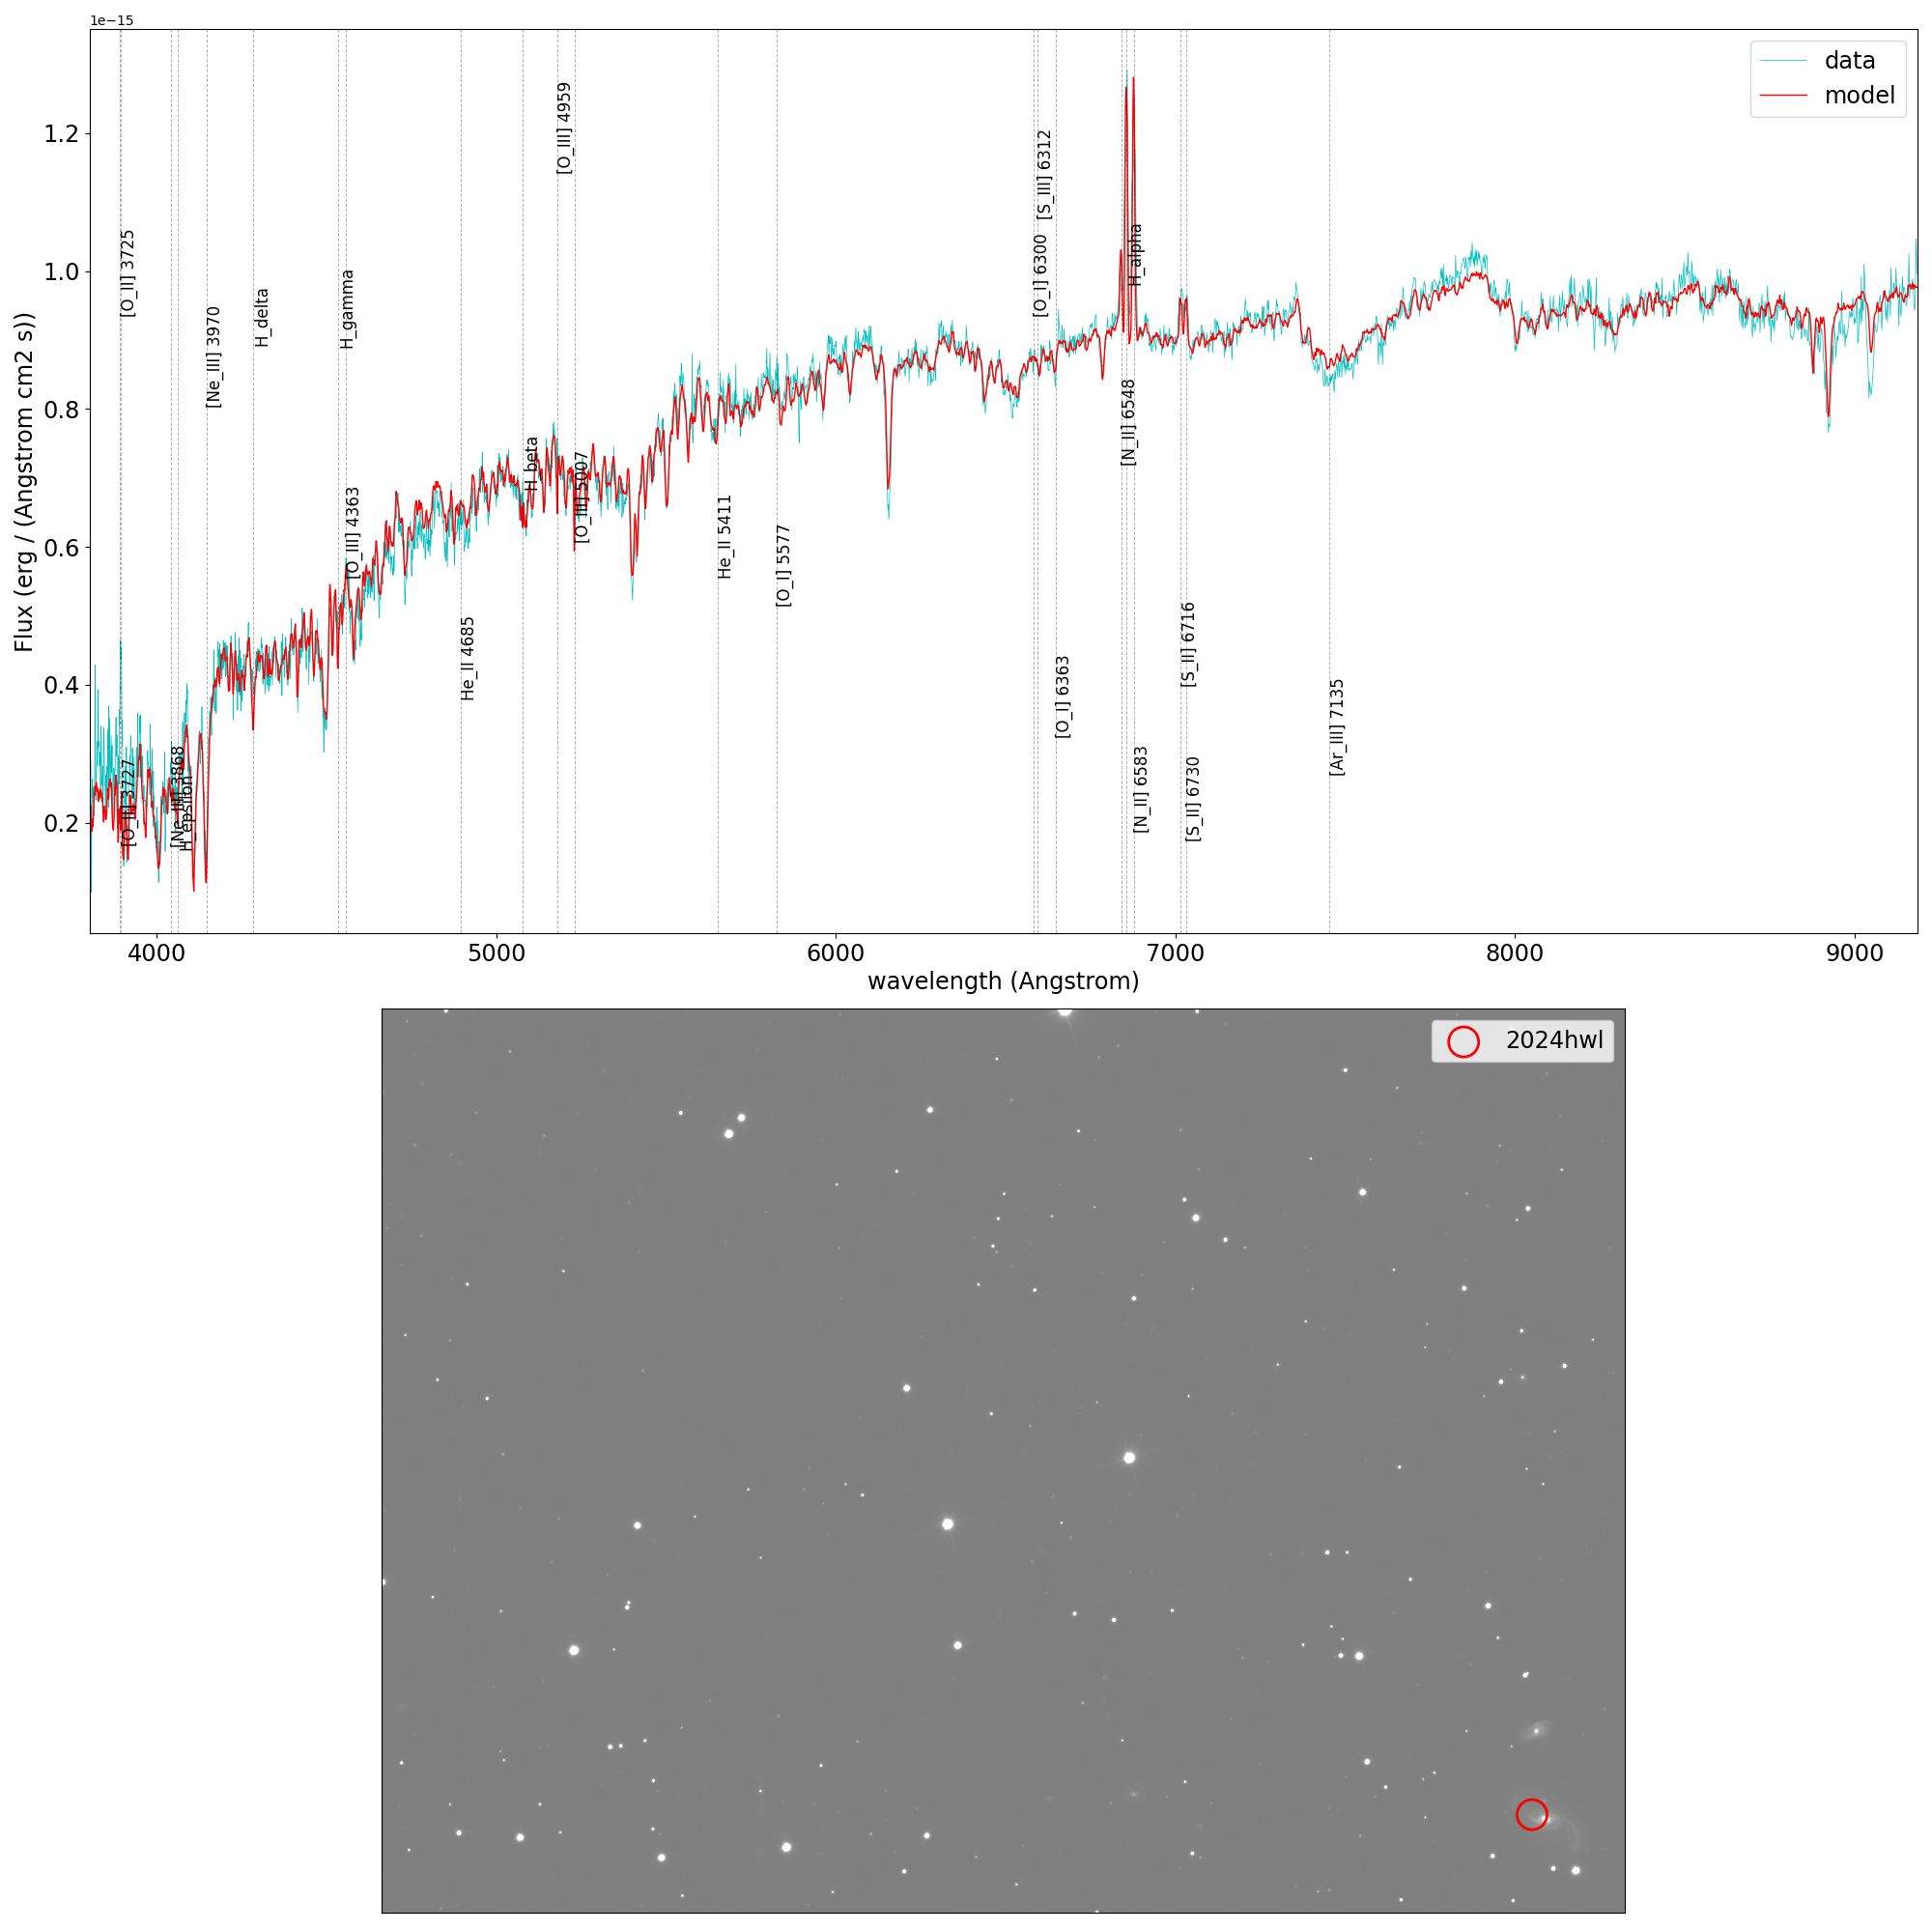 1e−15
data
model
[O_III] 4959
[S_III] 6312
[O_II] 3725
[O_I] 6300
H_alpha
H_gamma
H_delta
[Ne_III] 3970
[N_II] 6548
H_beta
[O_III] 5007
[O_III] 4363
He_II 5411
[O_I] 5577
He_II 4685
[S_II] 6716
[O_I] 6363
[Ar_III] 7135
[O_II] 3727
[Ne_III] 3868
H_epsilon
[N_II] 6583
[S_II] 6730
1.2
1.0
0.8
0.6
0.4
0.2
Flux (erg / (Angstrom cm2 s))
4000 5000 6000 7000 8000 9000
wavelength (Angstrom)
2024hwl